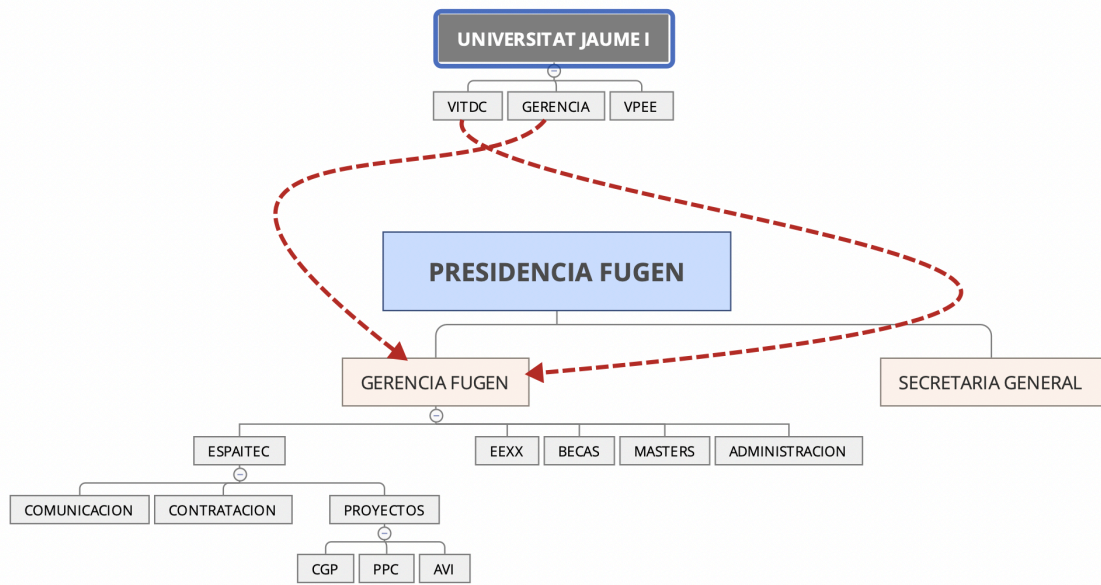 UNIVERSITAT JAUME I
VITDC
GERENCIA
VPEE
PRESIDENCIA FUGEN
GERENCIA FUGEN
SECRETARIA GENERAL
ESPAITEC
EEXX
BECAS
MASTERS
ADMINISTRACION
COMUNICACION
CONTRATACION
PROYECTOS
CGP
PPC
AVI